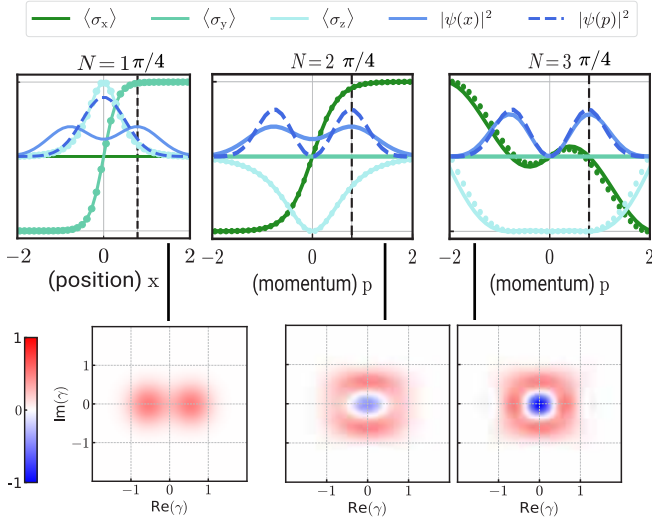 ⟨σx⟩ ⟨σy⟩ ⟨σz⟩ |ψ(x)|² |ψ(p)|²
N = 1 π/4 N = 2 π/4 N = 3 π/4
−2 0 2 −2 0 2 −2 0 2
(position) x (momentum) p (momentum) p
1
0
-1
Im(γ)
1
0
−1
−1 0 1 −1 0 1 −1 0 1
Re(γ) Re(γ) Re(γ)